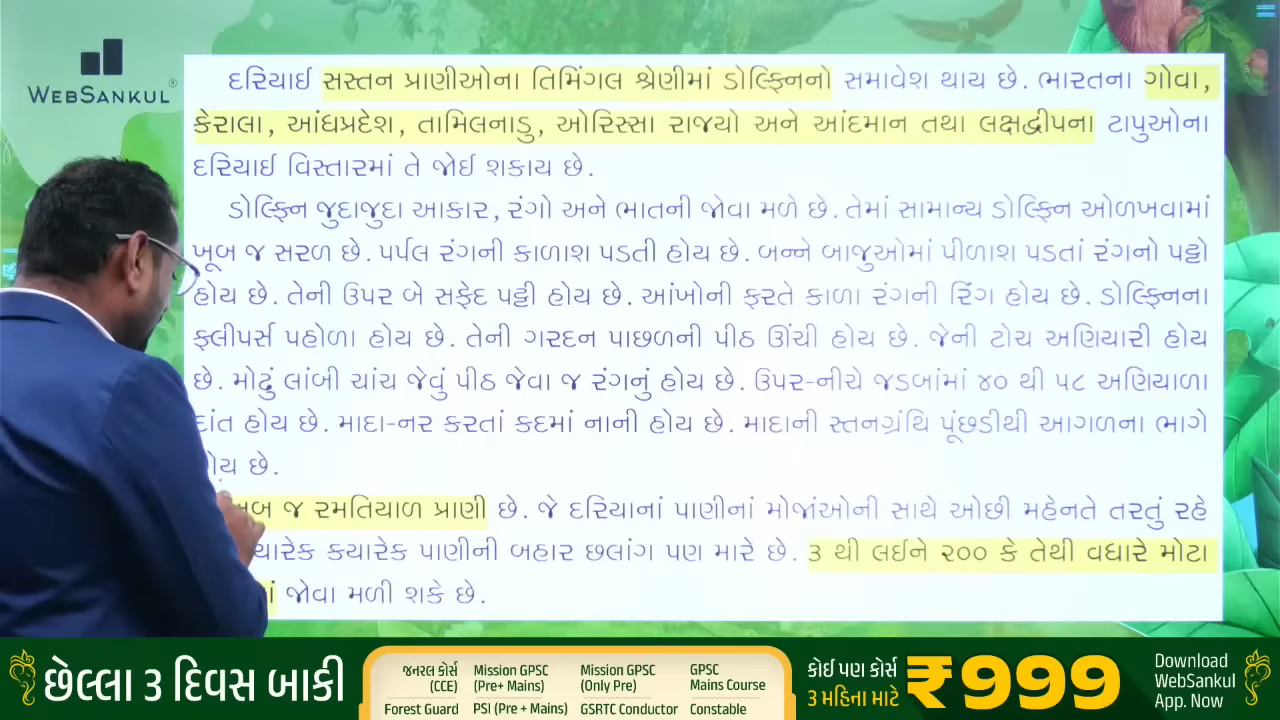 WEBSANKUL®
દરિયાઈ સસ્તન પ્રાણીઓના તિમિંગલ શ્રેણીમાં ડોલ્ફિનનો સમાવેશ થાય છે. ભારતના ગોવા,
કેરાલા, આંધ્રપ્રદેશ, તામિલનાડુ, ઓરિસ્સા રાજ્યો અને આંદમાન તથા લક્ષદ્વીપના ટાપુઓના
દરિયાઈ વિસ્તારમાં તે જોઈ શકાય છે.
ડોલ્ફિન જુદાજુદા આકાર, રંગો અને ભાતની જોવા મળે છે. તેમાં સામાન્ય ડોલ્ફિન ઓળખવામાં
ખૂબ જ સરળ છે. પર્પલ રંગની કાળાશ પડતી હોય છે. બન્ને બાજુઓમાં પીળાશ પડતાં રંગનો પટ્ટો
હોય છે. તેની ઉપર બે સફેદ પટ્ટી હોય છે. આંખોની ફરતે કાળા રંગની રિંગ હોય છે. ડોલ્ફિનના
ફ્લીપર્સ પહોળા હોય છે. તેની ગરદન પાછળની પીઠ ઊંચી હોય છે. જેની ટોચ અણિયારી હોય
છે. મોઢું લાંબી ચાંચ જેવું પીઠ જેવા જ રંગનું હોય છે. ઉપર-નીચે જડબાંમાં ૪૦ થી ૫૮ અણિયાળા
દાંત હોય છે. માદા-નર કરતાં કદમાં નાની હોય છે. માદાની સ્તનગ્રંથિ પૂંછડીથી આગળના ભાગે
હોય છે.
જ રમતિયાળ પ્રાણી છે. જે દરિયાનાં પાણીનાં મોજાંઓની સાથે ઓછી મહેનતે તરતું રહે
કયારેક પાણીની બહાર છલાંગ પણ મારે છે. ૩ થી લઈને ૨૦૦ કે તેથી વધારે મોટા
જોવા મળી શકે છે.
છેલ્લા ૩ દિવસ બાકી
જનરલ કોર્સ (CCE)
Forest Guard
Mission GPSC (Pre+ Mains)
PSI (Pre + Mains)
Mission GPSC (Only Pre)
GSRTC Conductor
GPSC Mains Course
Constable
કોઈ પણ કોર્સ
૩ મહિના માટે
₹999
Download
WebSankul
App. Now